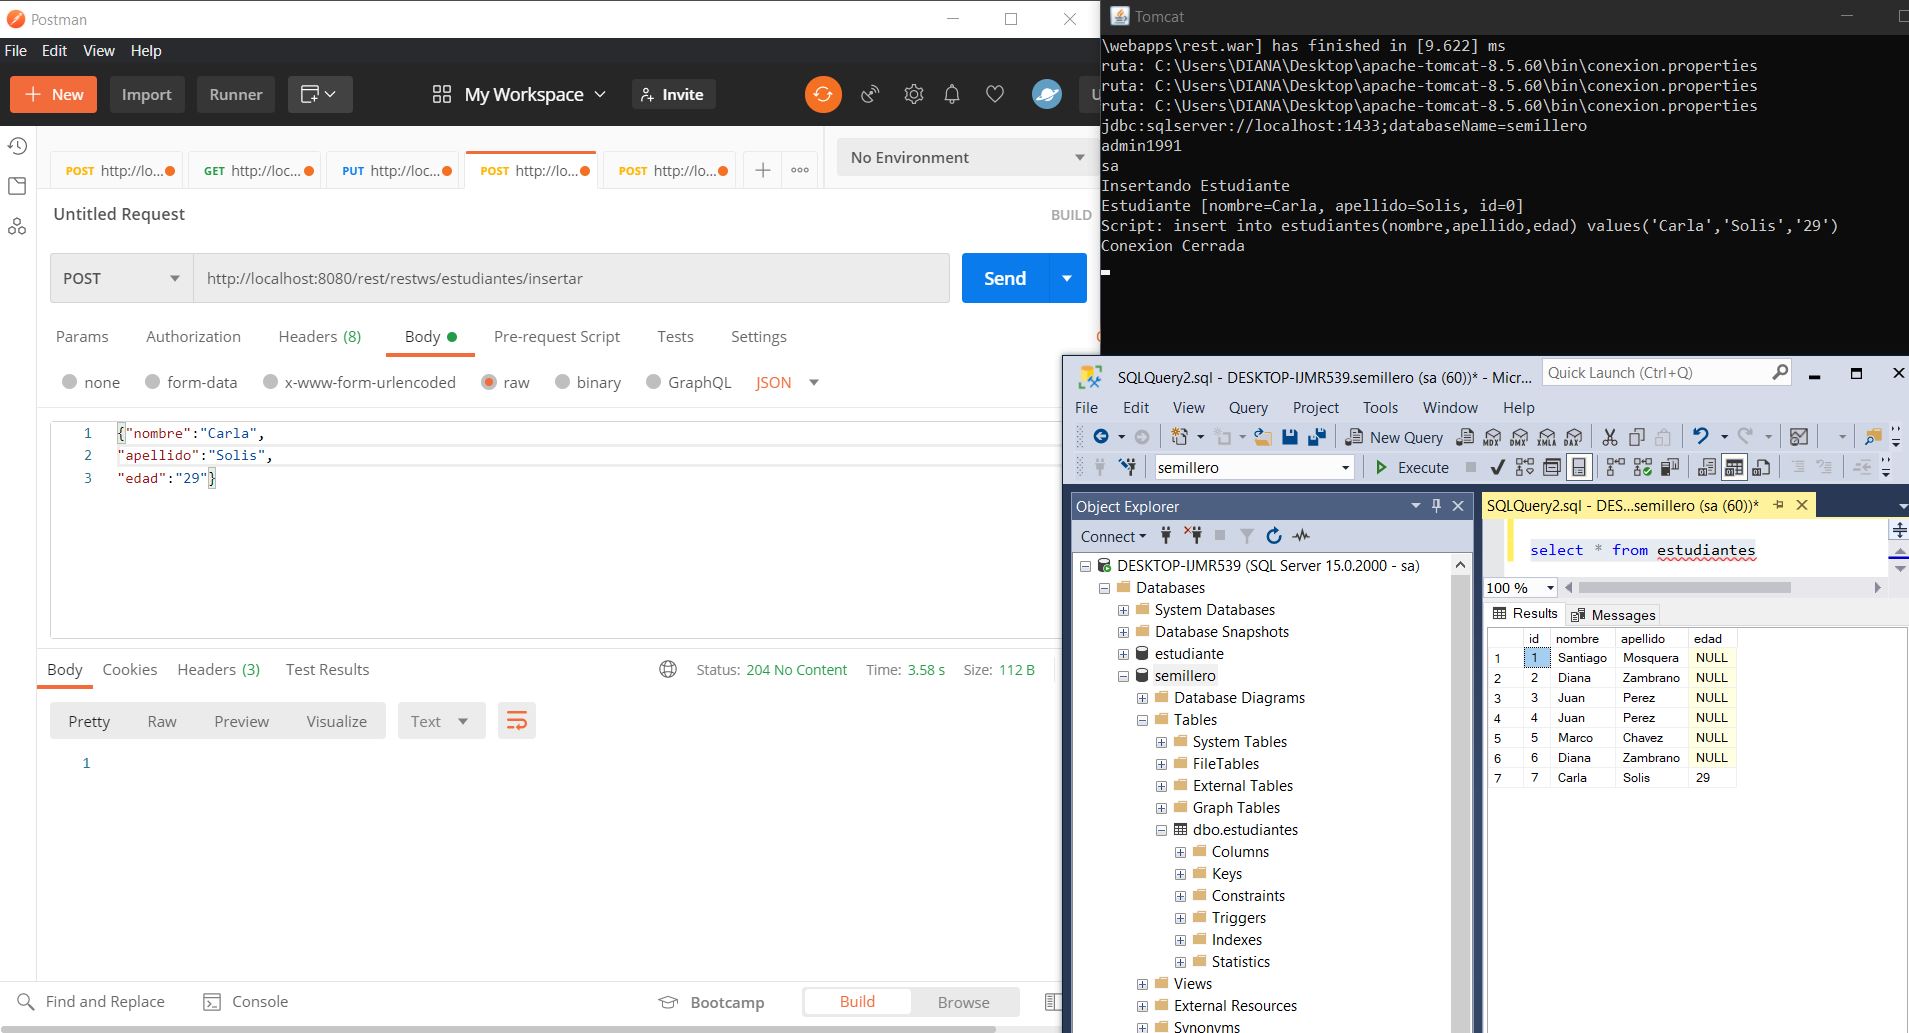 Postman
File Edit View Help
New Import Runner My Workspace Invite
POST http://lo... GET http://loc... PUT http://loc... POST http://lo... POST http://lo... No Environment
Untitled Request BUILD
POST http://localhost:8080/rest/restws/estudiantes/insertar Send
Params Authorization Headers (8) Body Pre-request Script Tests Settings
none form-data x-www-form-urlencoded raw binary GraphQL JSON
1 {"nombre":"Carla",
2 "apellido":"Solis",
3 "edad":"29"}
Body Cookies Headers (3) Test Results Status: 204 No Content Time: 3.58 s Size: 112 B
Pretty Raw Preview Visualize Text
1
Find and Replace Console Bootcamp Build Browse
Tomcat
\webapps\rest.war] has finished in [9.622] ms
ruta: C:\Users\DIANA\Desktop\apache-tomcat-8.5.60\bin\conexion.properties
ruta: C:\Users\DIANA\Desktop\apache-tomcat-8.5.60\bin\conexion.properties
ruta: C:\Users\DIANA\Desktop\apache-tomcat-8.5.60\bin\conexion.properties
jdbc:sqlserver://localhost:1433;databaseName=semillero
admin1991
sa
Insertando Estudiante
Estudiante [nombre=Carla, apellido=Solis, id=0]
Script: insert into estudiantes(nombre,apellido,edad) values('Carla','Solis','29')
Conexion Cerrada
SQLQuery2.sql - DESKTOP-IJMR539.semillero (sa (60))* - Micr... Quick Launch (Ctrl+Q)
File Edit View Query Project Tools Window Help
New Query MDX DMX XMLA DAX
semillero Execute
Object Explorer
Connect
DESKTOP-IJMR539 (SQL Server 15.0.2000 - sa)
Databases
System Databases
Database Snapshots
estudiante
semillero
Database Diagrams
Tables
System Tables
FileTables
External Tables
Graph Tables
dbo.estudiantes
Columns
Keys
Constraints
Triggers
Indexes
Statistics
Views
External Resources
Synonyms
SQLQuery2.sql - DES...semillero (sa (60))*
select * from estudiantes
100 %
Results Messages
id nombre apellido edad
1 1 Santiago Mosquera NULL
2 2 Diana Zambrano NULL
3 3 Juan Perez NULL
4 4 Juan Perez NULL
5 5 Marco Chavez NULL
6 6 Diana Zambrano NULL
7 7 Carla Solis 29